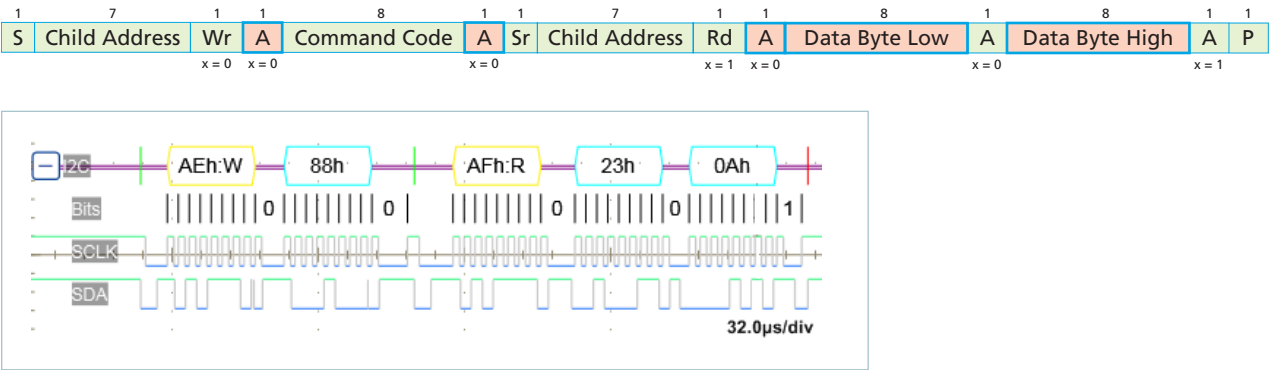 1 7 1 1 8 1 1 7 1 1 8 1 8 1 1
S Child Address Wr A Command Code A Sr Child Address Rd A Data Byte Low A Data Byte High A P
x = 0 x = 0 x = 0 x = 1 x = 0 x = 0 x = 1
I2C AEh:W 88h AFh:R 23h 0Ah
Bits 0 0 0 0 1
SCLK
SDA
32.0µs/div